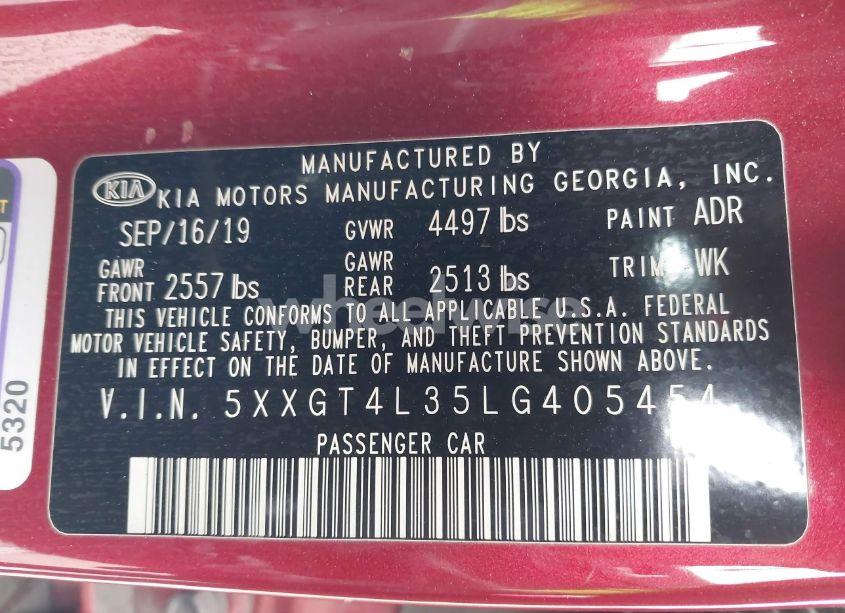 MANUFACTURED BY
KIA KIA MOTORS MANUFACTURING GEORGIA, INC.
SEP/16/19 GVWR 4497 lbs PAINT ADR
GAWR FRONT 2557 lbs GAWR REAR 2513 lbs TRIM WK
THIS VEHICLE CONFORMS TO ALL APPLICABLE U.S.A. FEDERAL
MOTOR VEHICLE SAFETY, BUMPER, AND THEFT PREVENTION STANDARDS
IN EFFECT ON THE DATE OF MANUFACTURE SHOWN ABOVE.
V.I.N. 5XXGT4L35LG405454
PASSENGER CAR
5320